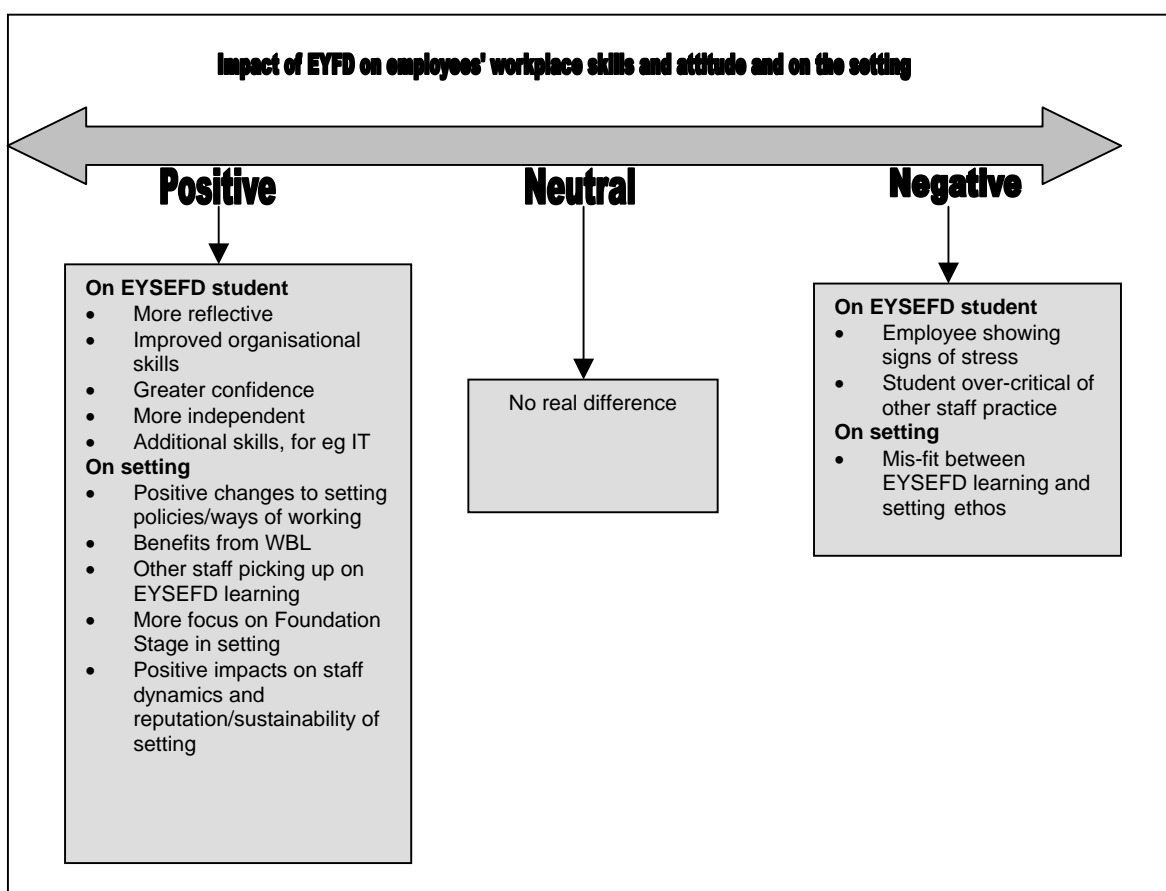 Impact of EYFD on employees' workplace skills and attitude and on the setting
Positive
Neutral
Negative
On EYSEFD student
• More reflective
• Improved organisational
skills
• Greater confidence
• More independent
• Additional skills, for eg IT
On setting
• Positive changes to setting
policies/ways of working
• Benefits from WBL
• Other staff picking up on
EYSEFD learning
• More focus on Foundation
Stage in setting
• Positive impacts on staff
dynamics and
reputation/sustainability of
setting
No real difference
On EYSEFD student
• Employee showing
signs of stress
• Student over-critical of
other staff practice
On setting
• Mis-fit between
EYSEFD learning and
setting ethos